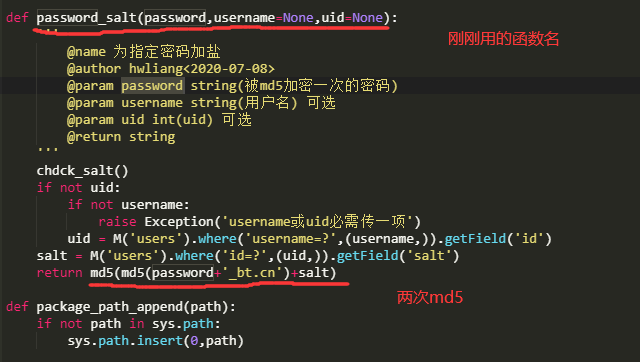 def password_salt(password,username=None,uid=None):
刚刚用的函数名
'''
@name 为指定密码加盐
@author hwliang<2020-07-08>
@param password string(被md5加密一次的密码)
@param username string(用户名) 可选
@param uid int(uid) 可选
@return string
'''
chdck_salt()
if not uid:
if not username:
raise Exception('username或uid必需传一项')
uid = M('users').where('username=?',(username,)).getField('id')
salt = M('users').where('id=?',(uid,)).getField('salt')
return md5(md5(password+'_bt.cn')+salt)
两次md5
def package_path_append(path):
if not path in sys.path:
sys.path.insert(0,path)